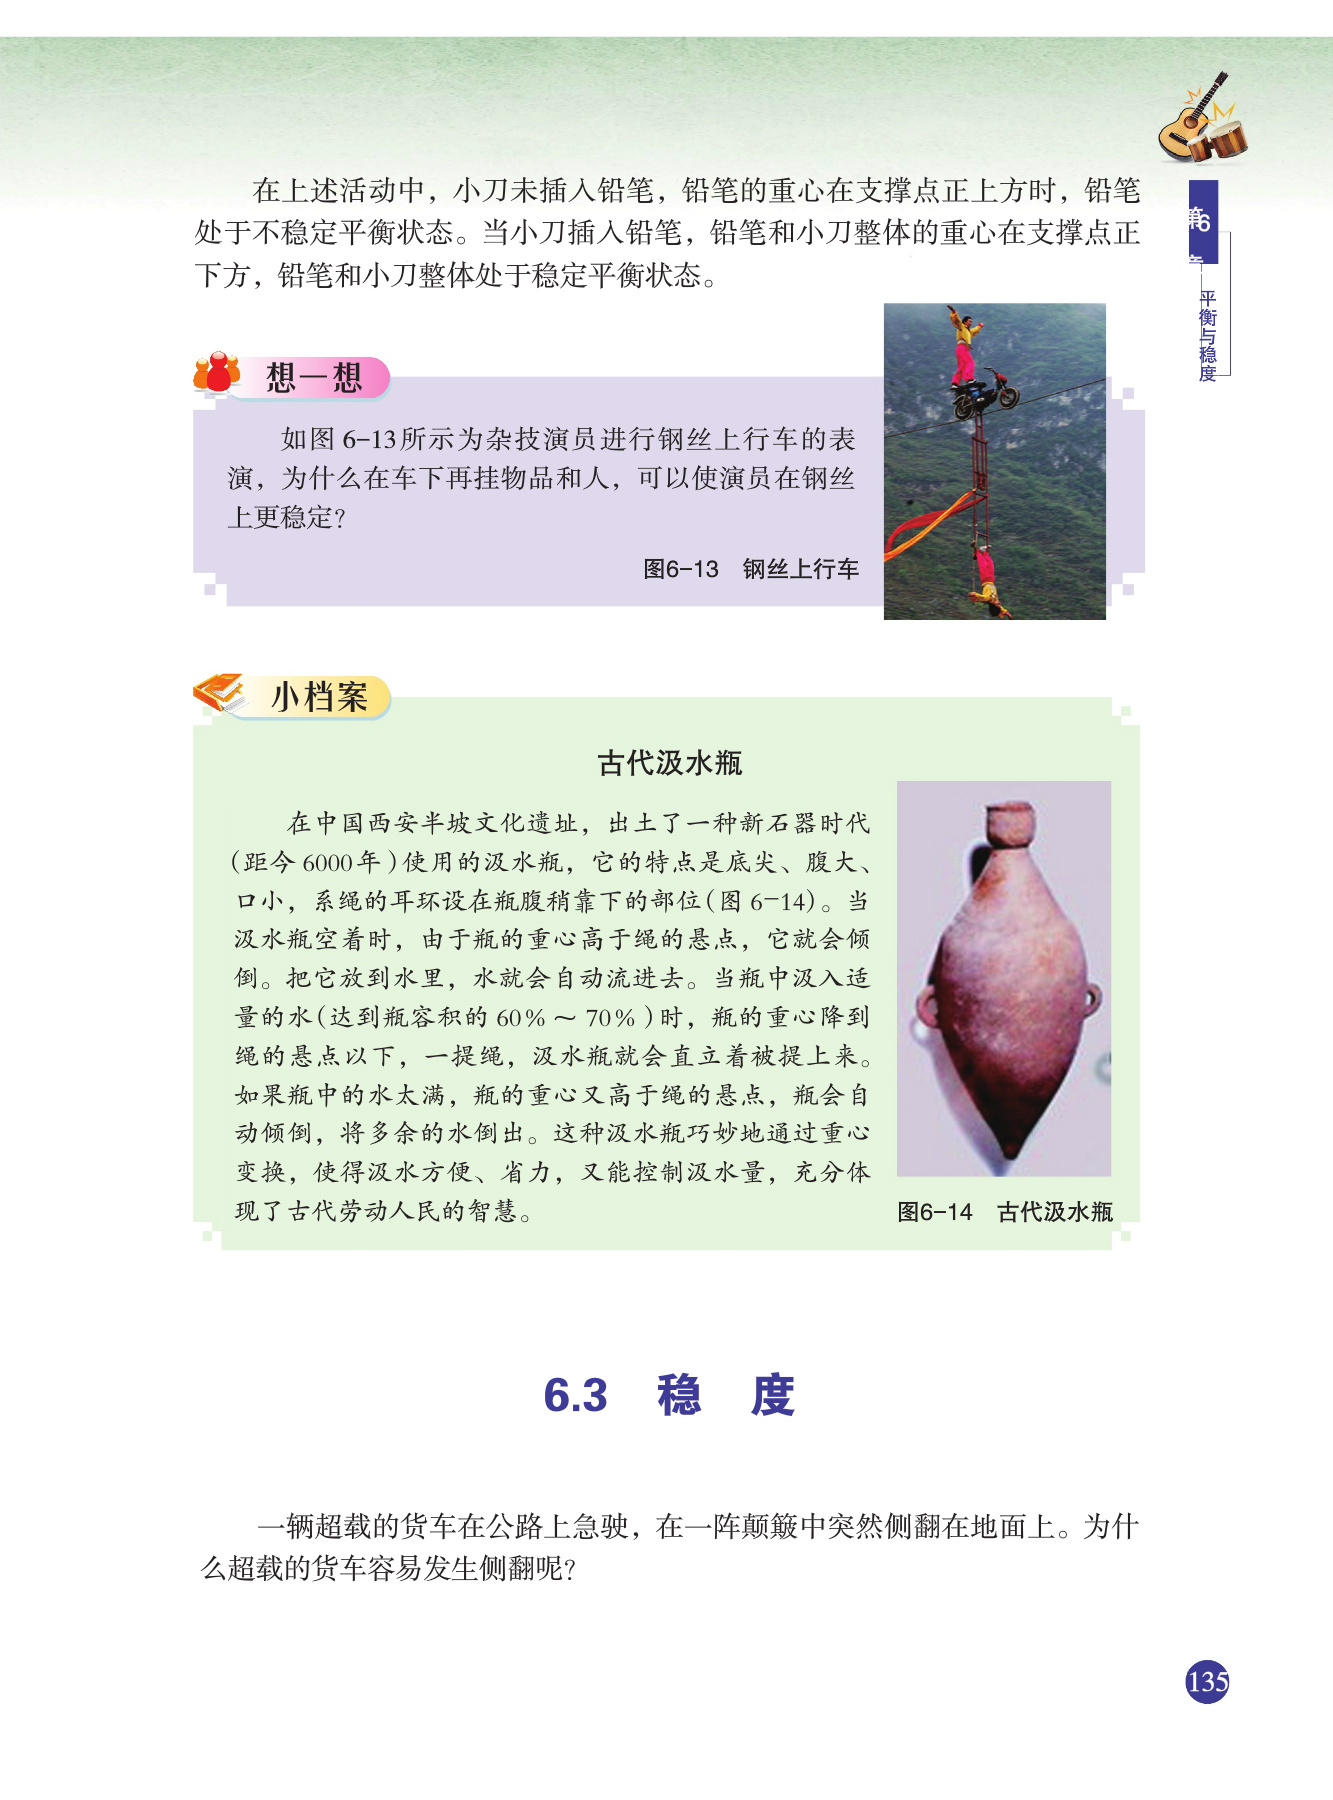 在上述活动中，小刀未插入铅笔，铅笔的重心在支撑点正上方时，铅笔
处于不稳定平衡状态。当小刀插入铅笔，铅笔和小刀整体的重心在支撑点正
下方，铅笔和小刀整体处于稳定平衡状态。
第6章
平衡与稳度
想一想
如图6-13所示为杂技演员进行钢丝上行车的表
演，为什么在车下再挂物品和人，可以使演员在钢丝
上更稳定?
图6-13 钢丝上行车
小档案
古代汲水瓶
在中国西安半坡文化遗址，出土了一种新石器时代
(距今6000年)使用的汲水瓶，它的特点是底尖、腹大、
口小，系绳的耳环设在瓶腹稍靠下的部位(图6-14)。当
汲水瓶空着时，由于瓶的重心高于绳的悬点，它就会倾
倒。把它放到水里，水就会自动流进去。当瓶中汲入适
量的水(达到瓶容积的60%～70%)时，瓶的重心降到
绳的悬点以下，一提绳，汲水瓶就会直立着被提上来。
如果瓶中的水太满，瓶的重心又高于绳的悬点，瓶会自
动倾倒，将多余的水倒出。这种汲水瓶巧妙地通过重心
变换，使得汲水方便、省力，又能控制汲水量，充分体
现了古代劳动人民的智慧。
图6-14 古代汲水瓶
6.3 稳 度
一辆超载的货车在公路上急驶，在一阵颠簸中突然侧翻在地面上。为什
么超载的货车容易发生侧翻呢?
135